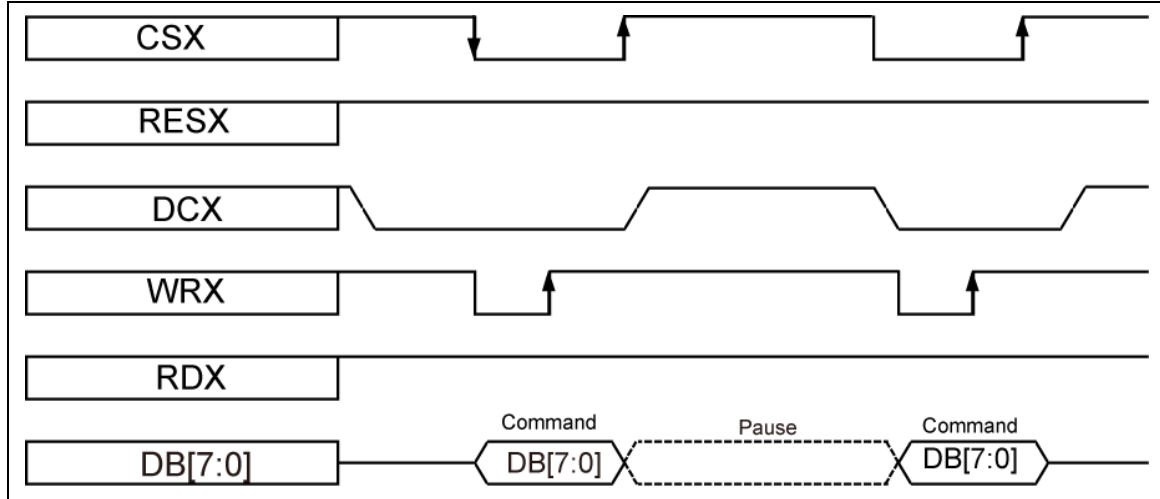 CSX
RESX
DCX
WRX
RDX
Command Pause Command
DB[7:0] DB[7:0] DB[7:0]